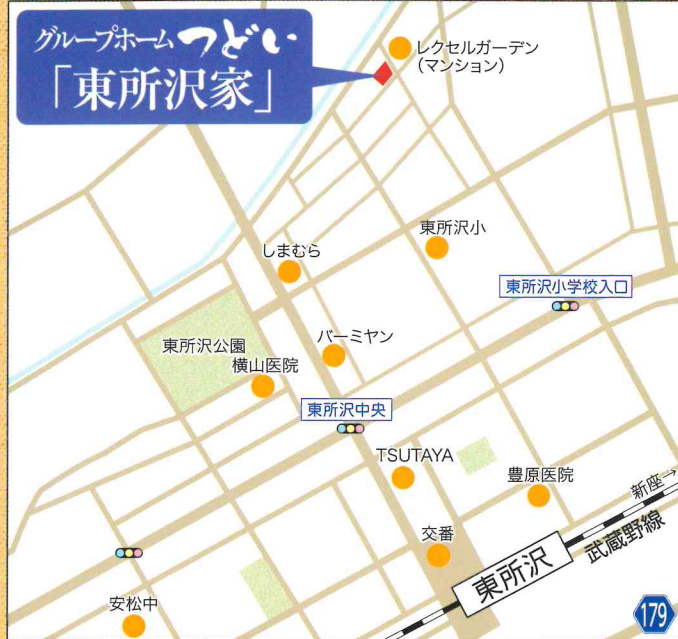 グループホーム つどい
「東所沢家」
レクセルガーデン
(マンション)
東所沢小
しまむら
東所沢小学校入口
バーミヤン
東所沢公園
横山医院
東所沢中央
TSUTAYA
豊原医院
新座→
武蔵野線
交番
東所沢
安松中
179